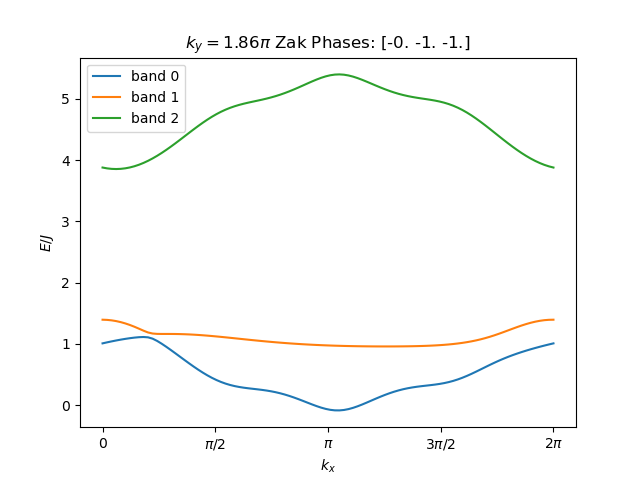 k_y = 1.86π Zak Phases: [-0. -1. -1.]
band 0
band 1
band 2
E/J
5
4
3
2
1
0
0
π/2
π
3π/2
2π
k_x